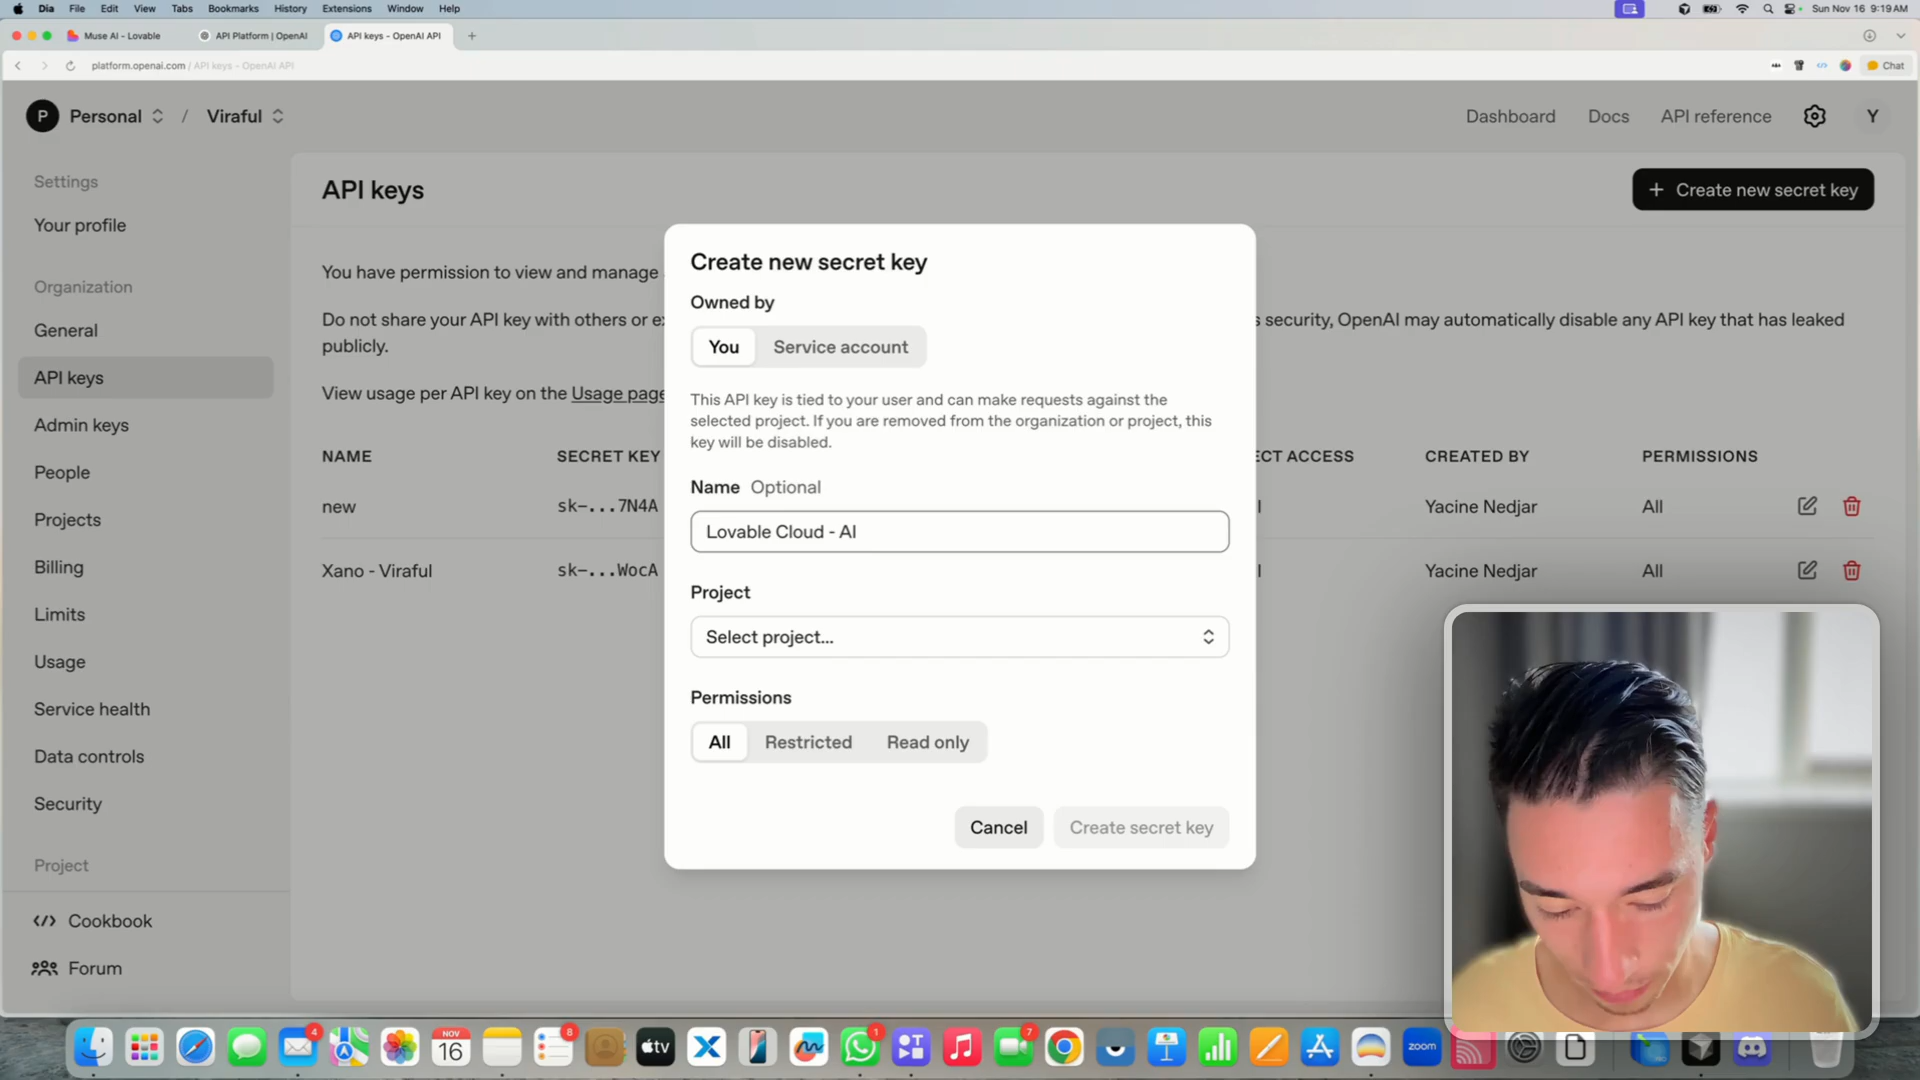 Dia File Edit View Tabs Bookmarks History Extensions Window Help
Sun Nov 16 9:19 AM
Muse AI - Lovable
API Platform | OpenAI
API keys - OpenAI API
platform.openai.com / API keys - OpenAI API
Chat
P Personal / Viraful
Dashboard Docs API reference Y
Settings
Your profile
Organization
General
API keys
Admin keys
People
Projects
Billing
Limits
Usage
Service health
Data controls
Security
Project
Cookbook
Forum
API keys
+ Create new secret key
You have permission to view and manage
Do not share your API key with others or
security, OpenAI may automatically disable any API key that has leaked
publicly.
View usage per API key on the Usage page
NAME SECRET KEY ACCESS CREATED BY PERMISSIONS
new sk-...7N4A Yacine Nedjar All
Xano - Viraful sk-...WocA Yacine Nedjar All
Create new secret key
Owned by
You Service account
This API key is tied to your user and can make requests against the
selected project. If you are removed from the organization or project, this
key will be disabled.
Name Optional
Lovable Cloud - AI
Project
Select project...
Permissions
All Restricted Read only
Cancel Create secret key
4
NOV
16
8
tv
1
7
zoom